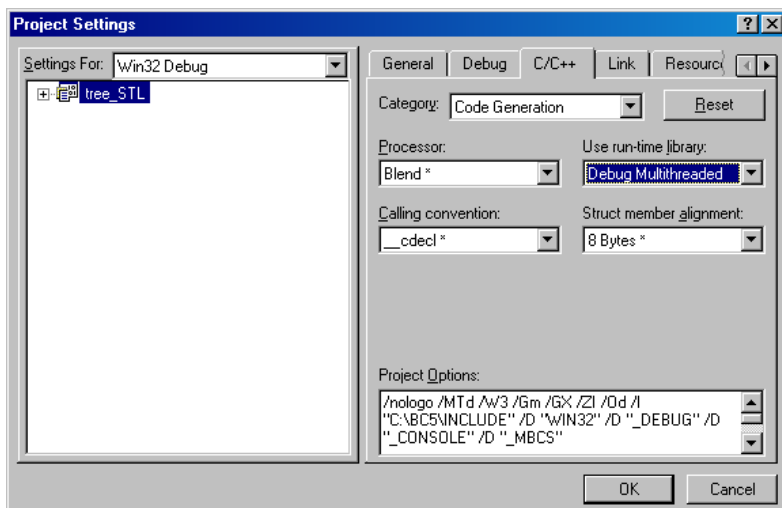 Project Settings
Settings For: Win32 Debug
tree_STL
General Debug C/C++ Link Resourc
Category: Code Generation Reset
Processor: Use run-time library:
Blend * Debug Multithreaded
Calling convention: Struct member alignment:
__cdecl * 8 Bytes *
Project Options:
/nologo /MTd /W3 /Gm /GX /ZI /Od /I
"C:\BC5\INCLUDE" /D "WIN32" /D "_DEBUG" /D
"_CONSOLE" /D "_MBCS"
OK Cancel